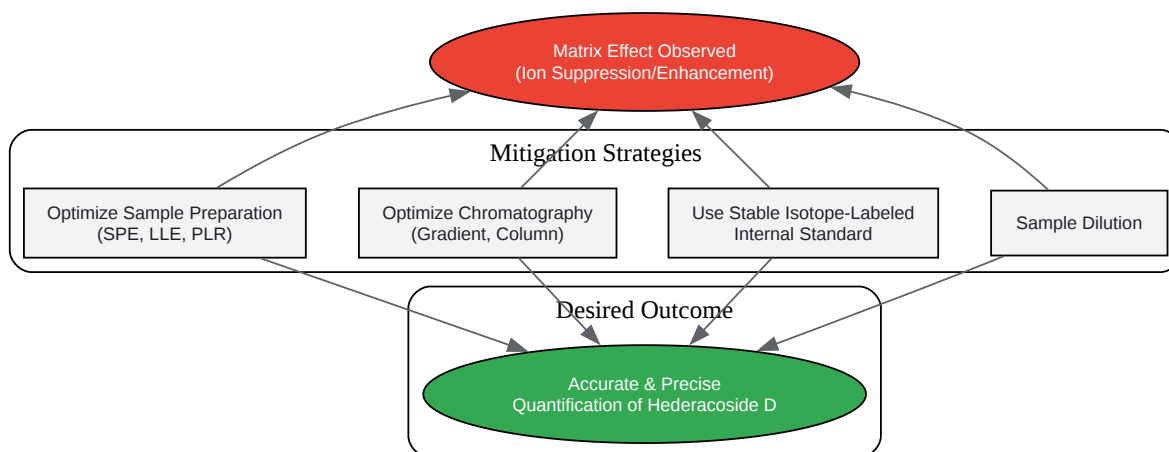 Matrix Effect Observed
(Ion Suppression/Enhancement)
Mitigation Strategies
Optimize Sample Preparation
(SPE, LLE, PLR)
Optimize Chromatography
(Gradient, Column)
Use Stable Isotope-Labeled
Internal Standard
Sample Dilution
Desired Outcome
Accurate & Precise
Quantification of Hederacoside D